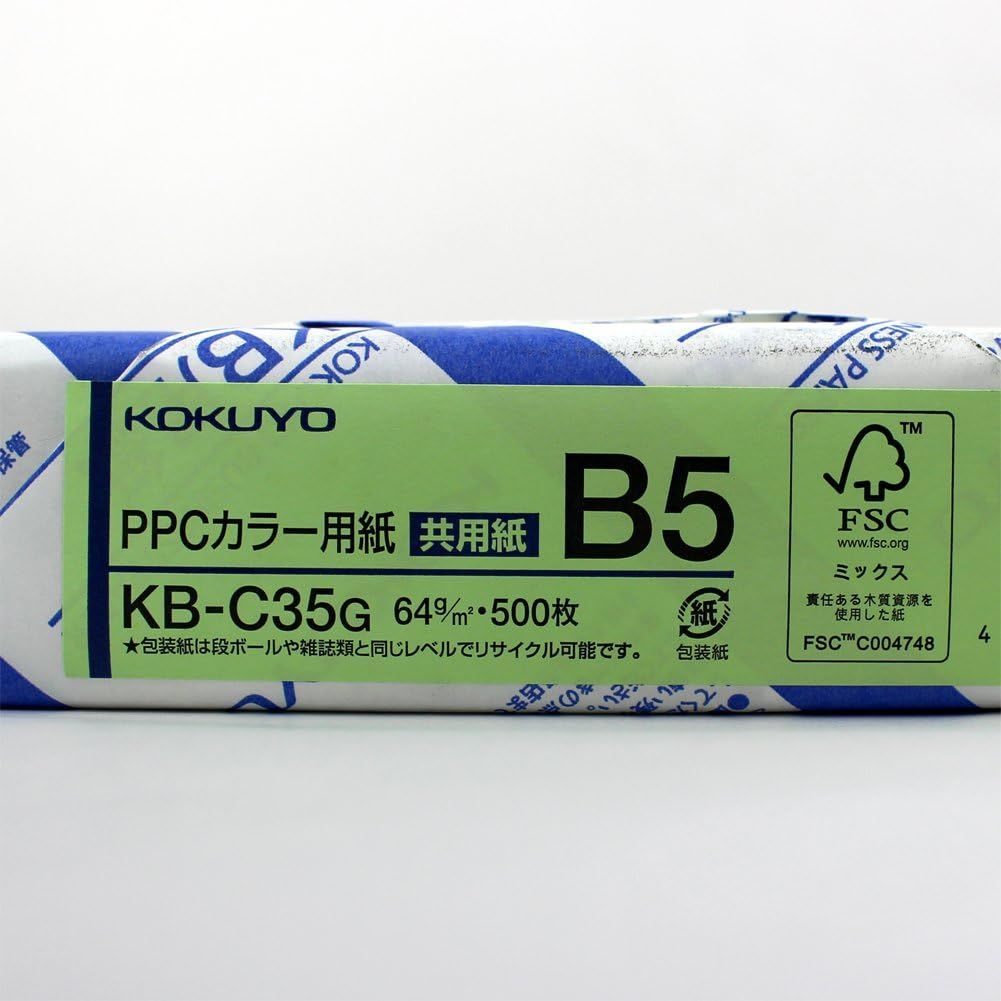 KOKUYO
PPCカラー用紙 共用紙 B5
KB-C35G 64g/m²・500枚
★包装紙は段ボールや雑誌類と同じレベルでリサイクル可能です。
紙
包装紙
TM
FSC
www.fsc.org
ミックス
責任ある木質資源を
使用した紙
FSC™C004748
4
KOK
NESS PA